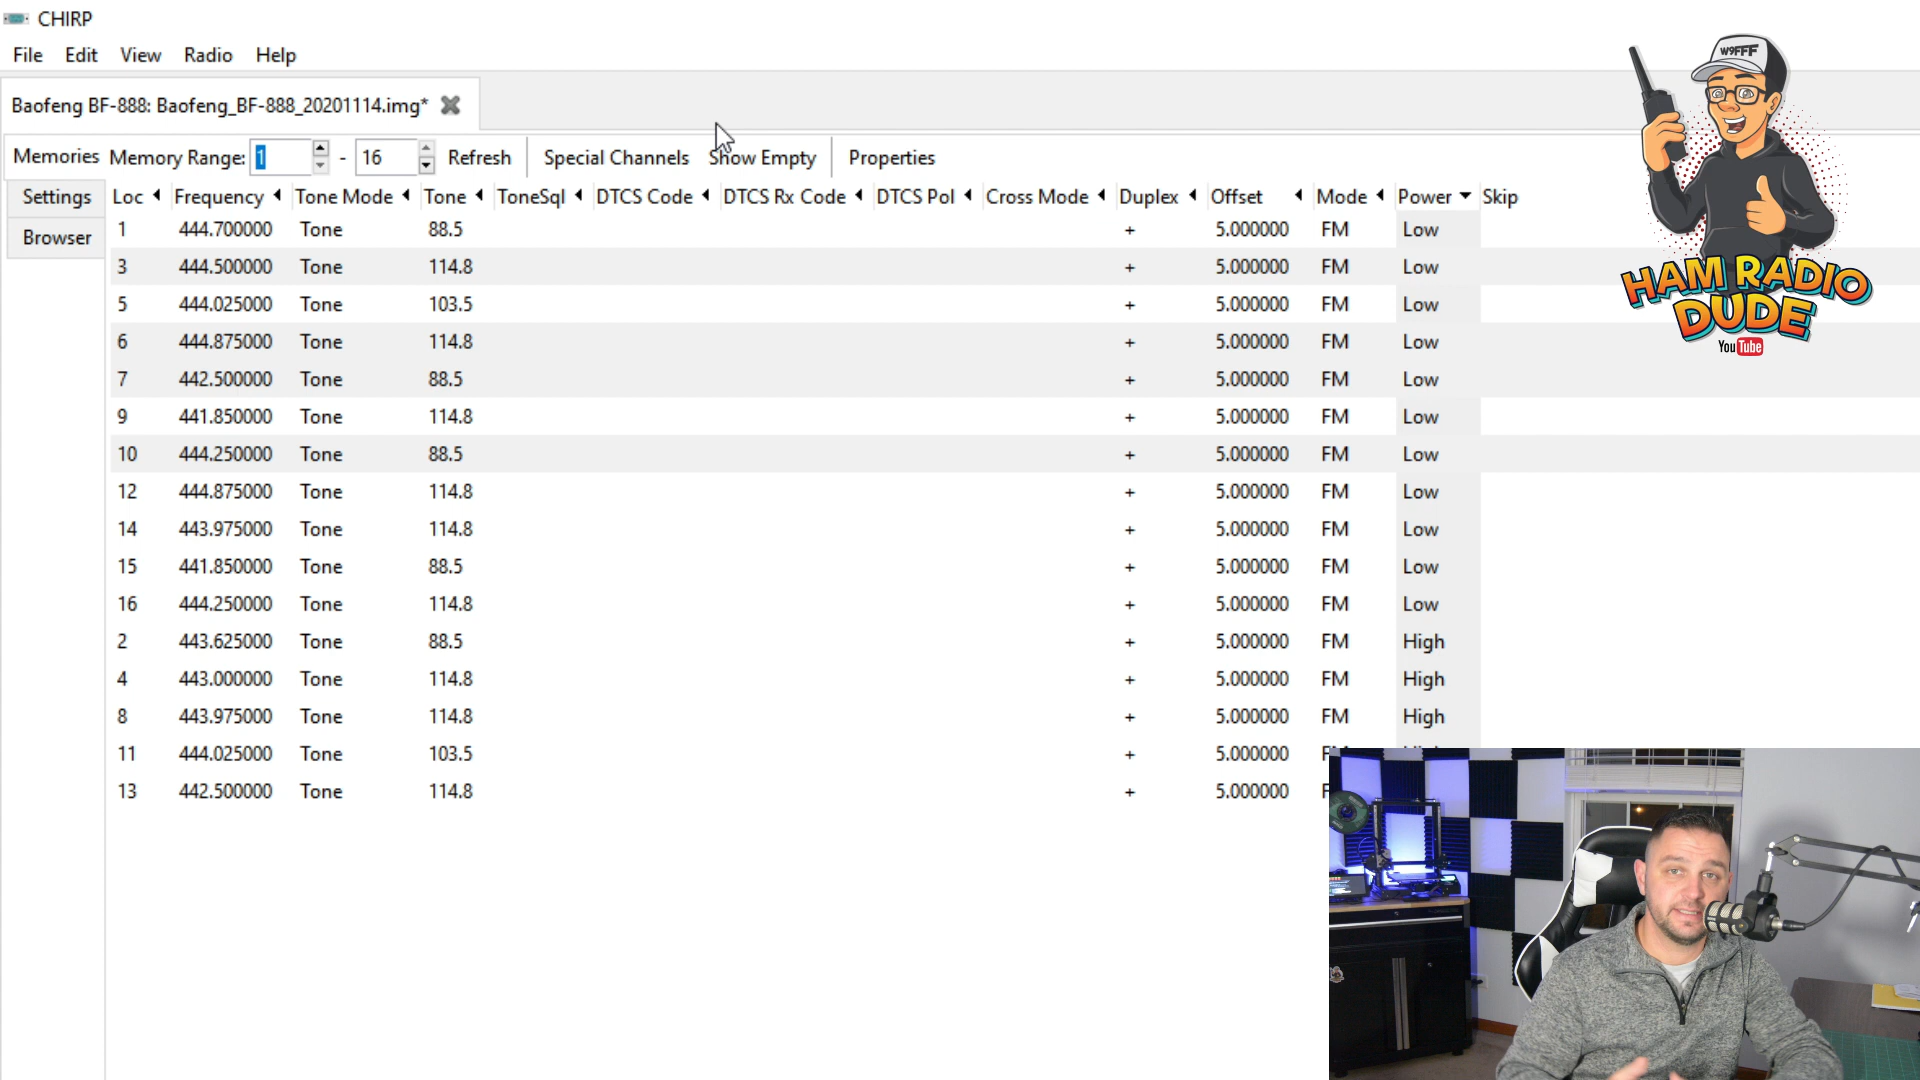 CHIRP
File Edit View Radio Help
Baofeng BF-888: Baofeng_BF-888_20201114.img*
Memories Memory Range: 1 - 16 Refresh Special Channels Show Empty Properties
Settings
Browser
Loc Frequency Tone Mode Tone ToneSql DTCS Code DTCS Rx Code DTCS Pol Cross Mode Duplex Offset Mode Power Skip
1 444.700000 Tone 88.5 + 5.000000 FM Low
3 444.500000 Tone 114.8 + 5.000000 FM Low
5 444.025000 Tone 103.5 + 5.000000 FM Low
6 444.875000 Tone 114.8 + 5.000000 FM Low
7 442.500000 Tone 88.5 + 5.000000 FM Low
9 441.850000 Tone 114.8 + 5.000000 FM Low
10 444.250000 Tone 88.5 + 5.000000 FM Low
12 444.875000 Tone 114.8 + 5.000000 FM Low
14 443.975000 Tone 114.8 + 5.000000 FM Low
15 441.850000 Tone 88.5 + 5.000000 FM Low
16 444.250000 Tone 114.8 + 5.000000 FM Low
2 443.625000 Tone 88.5 + 5.000000 FM High
4 443.000000 Tone 114.8 + 5.000000 FM High
8 443.975000 Tone 114.8 + 5.000000 FM High
11 444.025000 Tone 103.5 + 5.000000
13 442.500000 Tone 114.8 + 5.000000
W9FFF
HAM RADIO
DUDE
YouTube